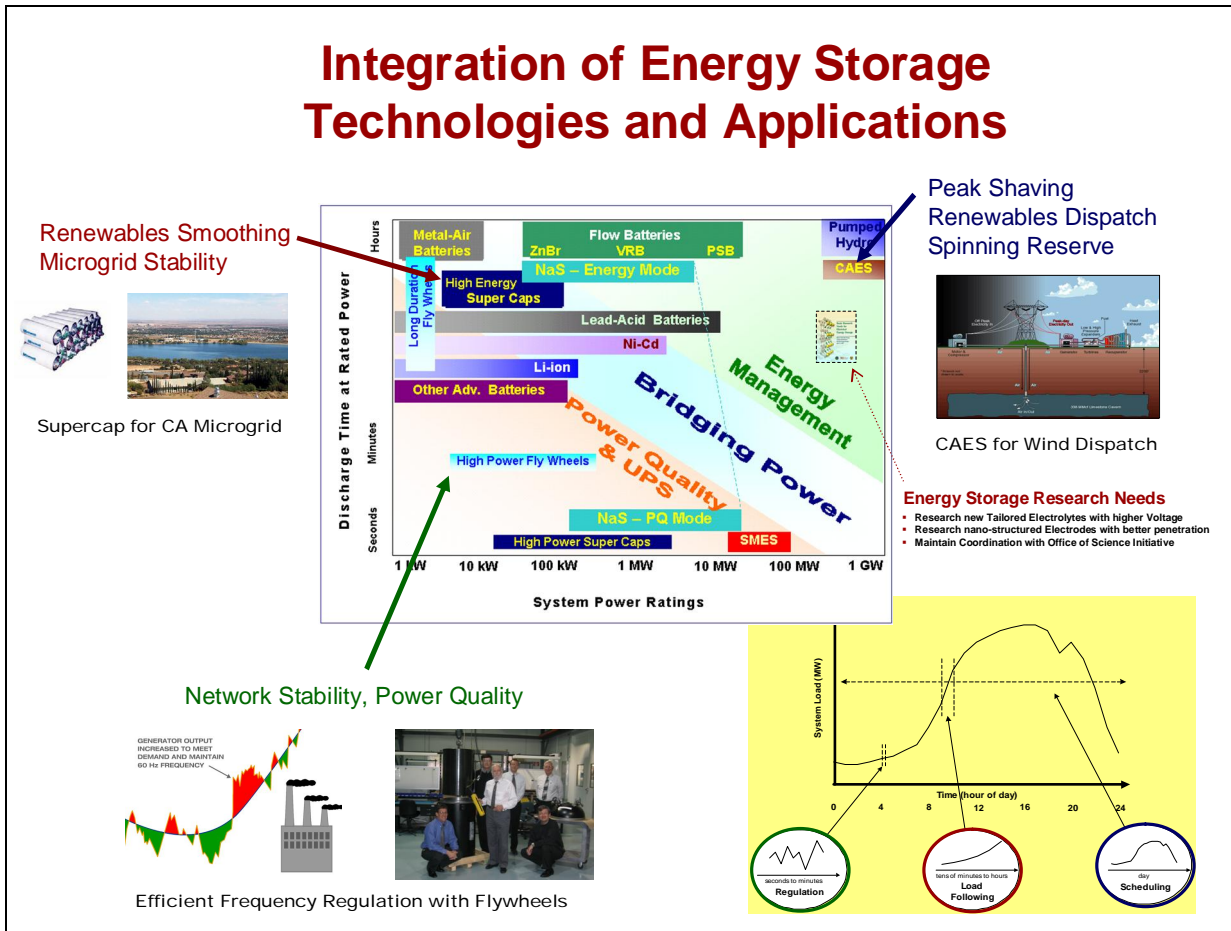 Integration of Energy Storage
Technologies and Applications
Renewables Smoothing
Microgrid Stability
Supercap for CA Microgrid
Peak Shaving
Renewables Dispatch
Spinning Reserve
CAES for Wind Dispatch
Discharge Time at Rated Power
Hours
Minutes
Seconds
Metal-Air
Batteries
Flow Batteries
ZnBr VRB PSB
Pumped
Hydro
NaS – Energy Mode
CAES
Long Duration
Fly Wheels
High Energy
Super Caps
Lead-Acid Batteries
Ni-Cd
Li-ion
Other Adv. Batteries
Energy
Management
Bridging Power
Power Quality
& UPS
High Power Fly Wheels
NaS – PQ Mode
High Power Super Caps
SMES
1 kW 10 kW 100 kW 1 MW 10 MW 100 MW 1 GW
System Power Ratings
Energy Storage Research Needs
▪ Research new Tailored Electrolytes with higher Voltage
▪ Research nano-structured Electrodes with better penetration
▪ Maintain Coordination with Office of Science Initiative
Network Stability, Power Quality
GENERATOR OUTPUT
INCREASED TO MEET
DEMAND AND MAINTAIN
60 Hz FREQUENCY
Efficient Frequency Regulation with Flywheels
System Load (MW)
Time (hour of day)
0 4 8 12 16 20 24
seconds to minutes
Regulation
tens of minutes to hours
Load
Following
day
Scheduling